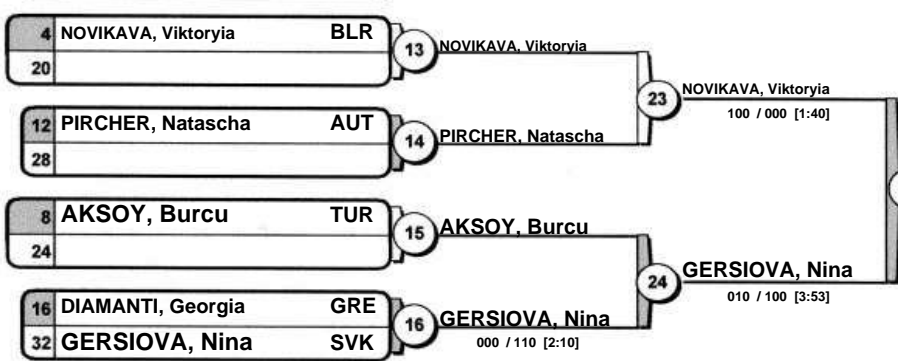 4 NOVIKAVA, Viktoryia BLR
20
13 NOVIKAVA, Viktoryia
12 PIRCHER, Natascha AUT
28
14 PIRCHER, Natascha
23 NOVIKAVA, Viktoryia
100 / 000 [1:40]
8 AKSOY, Burcu TUR
24
15 AKSOY, Burcu
16 DIAMANTI, Georgia GRE
32 GERSIOVA, Nina SVK
16 GERSIOVA, Nina
000 / 110 [2:10]
24 GERSIOVA, Nina
010 / 100 [3:53]